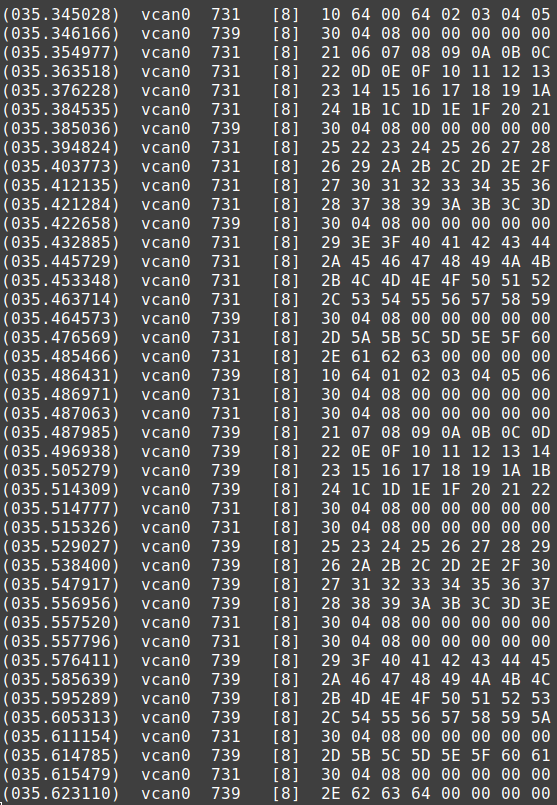 (035.345028)  vcan0  731   [8]  10 64 00 64 02 03 04 05
(035.346166)  vcan0  739   [8]  30 04 08 00 00 00 00 00
(035.354977)  vcan0  731   [8]  21 06 07 08 09 0A 0B 0C
(035.363518)  vcan0  731   [8]  22 0D 0E 0F 10 11 12 13
(035.376228)  vcan0  731   [8]  23 14 15 16 17 18 19 1A
(035.384535)  vcan0  731   [8]  24 1B 1C 1D 1E 1F 20 21
(035.385036)  vcan0  739   [8]  30 04 08 00 00 00 00 00
(035.394824)  vcan0  731   [8]  25 22 23 24 25 26 27 28
(035.403773)  vcan0  731   [8]  26 29 2A 2B 2C 2D 2E 2F
(035.412135)  vcan0  731   [8]  27 30 31 32 33 34 35 36
(035.421284)  vcan0  731   [8]  28 37 38 39 3A 3B 3C 3D
(035.422658)  vcan0  739   [8]  30 04 08 00 00 00 00 00
(035.432885)  vcan0  731   [8]  29 3E 3F 40 41 42 43 44
(035.445729)  vcan0  731   [8]  2A 45 46 47 48 49 4A 4B
(035.453348)  vcan0  731   [8]  2B 4C 4D 4E 4F 50 51 52
(035.463714)  vcan0  731   [8]  2C 53 54 55 56 57 58 59
(035.464573)  vcan0  739   [8]  30 04 08 00 00 00 00 00
(035.476569)  vcan0  731   [8]  2D 5A 5B 5C 5D 5E 5F 60
(035.485466)  vcan0  731   [8]  2E 61 62 63 00 00 00 00
(035.486431)  vcan0  739   [8]  10 64 01 02 03 04 05 06
(035.486971)  vcan0  731   [8]  30 04 08 00 00 00 00 00
(035.487063)  vcan0  731   [8]  30 04 08 00 00 00 00 00
(035.487985)  vcan0  739   [8]  21 07 08 09 0A 0B 0C 0D
(035.496938)  vcan0  739   [8]  22 0E 0F 10 11 12 13 14
(035.505279)  vcan0  739   [8]  23 15 16 17 18 19 1A 1B
(035.514309)  vcan0  739   [8]  24 1C 1D 1E 1F 20 21 22
(035.514777)  vcan0  731   [8]  30 04 08 00 00 00 00 00
(035.515326)  vcan0  731   [8]  30 04 08 00 00 00 00 00
(035.529027)  vcan0  739   [8]  25 23 24 25 26 27 28 29
(035.538400)  vcan0  739   [8]  26 2A 2B 2C 2D 2E 2F 30
(035.547917)  vcan0  739   [8]  27 31 32 33 34 35 36 37
(035.556956)  vcan0  739   [8]  28 38 39 3A 3B 3C 3D 3E
(035.557520)  vcan0  731   [8]  30 04 08 00 00 00 00 00
(035.557796)  vcan0  731   [8]  30 04 08 00 00 00 00 00
(035.576411)  vcan0  739   [8]  29 3F 40 41 42 43 44 45
(035.585639)  vcan0  739   [8]  2A 46 47 48 49 4A 4B 4C
(035.595289)  vcan0  739   [8]  2B 4D 4E 4F 50 51 52 53
(035.605313)  vcan0  739   [8]  2C 54 55 56 57 58 59 5A
(035.611154)  vcan0  731   [8]  30 04 08 00 00 00 00 00
(035.614785)  vcan0  739   [8]  2D 5B 5C 5D 5E 5F 60 61
(035.615479)  vcan0  731   [8]  30 04 08 00 00 00 00 00
(035.623110)  vcan0  739   [8]  2E 62 63 64 00 00 00 00